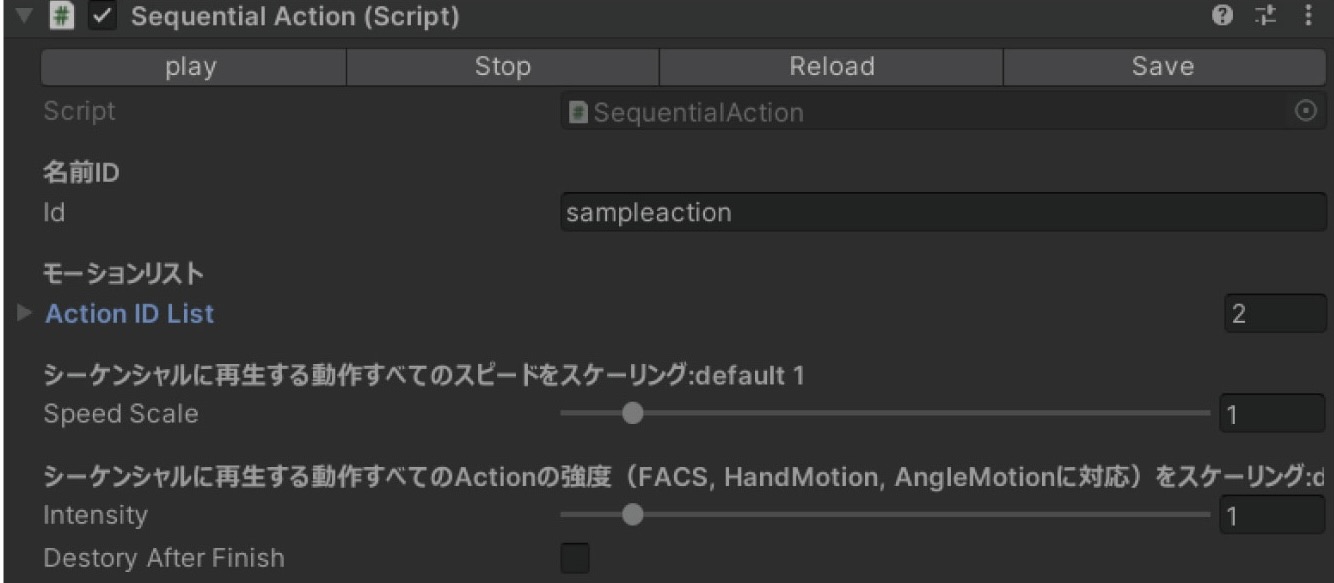 Sequential Action (Script)
play Stop Reload Save
Script SequentialAction
名前ID
Id sampleaction
モーションリスト
Action ID List 2
シーケンシャルに再生する動作すべてのスピードをスケーリング:default 1
Speed Scale 1
シーケンシャルに再生する動作すべてのActionの強度（FACS, HandMotion, AngleMotionに対応）をスケーリング:d
Intensity 1
Destory After Finish